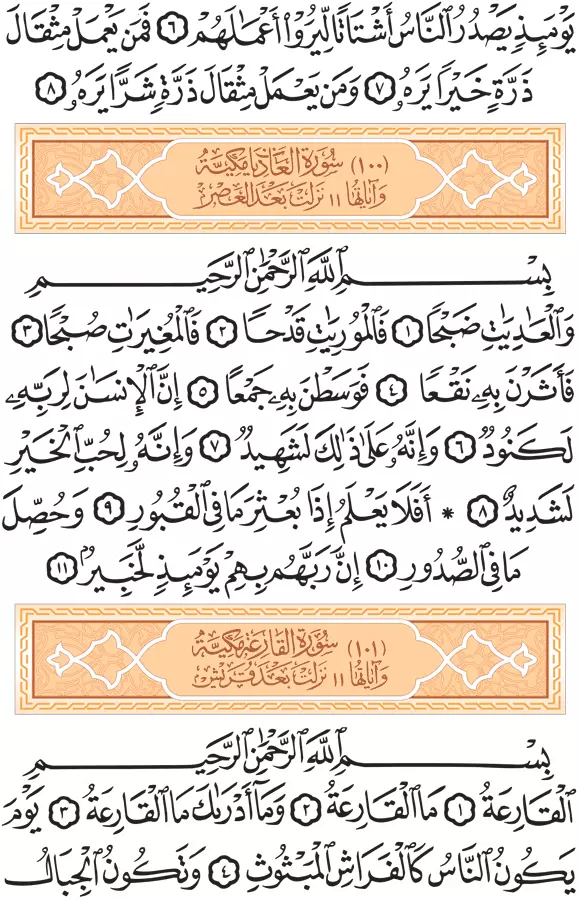 يَوْمَئِذٍ يَصْدُرُ ٱلنَّاسُ أَشْتَاتًا لِّيُرَوْا۟ أَعْمَـٰلَهُمْ ٦ فَمَن يَعْمَلْ مِثْقَالَ
ذَرَّةٍ خَيْرًا يَرَهُۥ ٧ وَمَن يَعْمَلْ مِثْقَالَ ذَرَّةٍ شَرًّا يَرَهُۥ ٨
(١٠٠) سُورَةُ العَادِيَات مَكِّيَّة
وَآيَاتُهَا ١١ نَزَلَتْ بَعْدَ العَصْر
بِسْمِ ٱللَّهِ ٱلرَّحْمَـٰنِ ٱلرَّحِيمِ
وَٱلْعَـٰدِيَـٰتِ ضَبْحًا ١ فَٱلْمُورِيَـٰتِ قَدْحًا ٢ فَٱلْمُغِيرَٰتِ صُبْحًا ٣
فَأَثَرْنَ بِهِۦ نَقْعًا ٤ فَوَسَطْنَ بِهِۦ جَمْعًا ٥ إِنَّ ٱلْإِنسَـٰنَ لِرَبِّهِۦ
لَكَنُودٌ ٦ وَإِنَّهُۥ عَلَىٰ ذَٰلِكَ لَشَهِيدٌ ٧ وَإِنَّهُۥ لِحُبِّ ٱلْخَيْرِ
لَشَدِيدٌ ٨ * أَفَلَا يَعْلَمُ إِذَا بُعْثِرَ مَا فِى ٱلْقُبُورِ ٩ وَحُصِّلَ
مَا فِى ٱلصُّدُورِ ١٠ إِنَّ رَبَّهُم بِهِمْ يَوْمَئِذٍ لَّخَبِيرٌۢ ١١
(١٠١) سُورَةُ القَارِعَةِ مَكِّيَّة
وَآيَاتُهَا ١١ نَزَلَتْ بَعْدَ قُرَيْش
بِسْمِ ٱللَّهِ ٱلرَّحْمَـٰنِ ٱلرَّحِيمِ
ٱلْقَارِعَةُ ١ مَا ٱلْقَارِعَةُ ٢ وَمَآ أَدْرَىٰكَ مَا ٱلْقَارِعَةُ ٣ يَوْمَ
يَكُونُ ٱلنَّاسُ كَٱلْفَرَاشِ ٱلْمَبْثُوثِ ٤ وَتَكُونُ ٱلْجِبَالُ